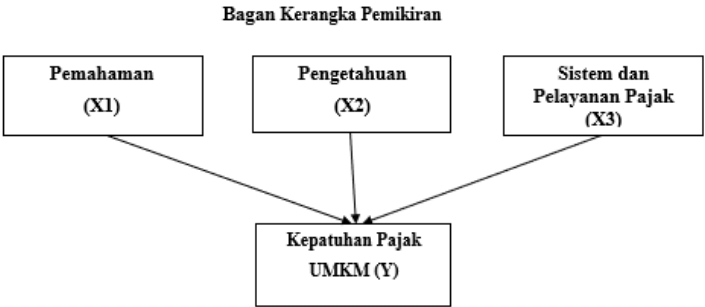 Bagan Kerangka Pemikiran
Pemahaman
(X1)
Pengetahuan
(X2)
Sistem dan
Pelayanan Pajak
(X3)
Kepatuhan Pajak
UMKM (Y)